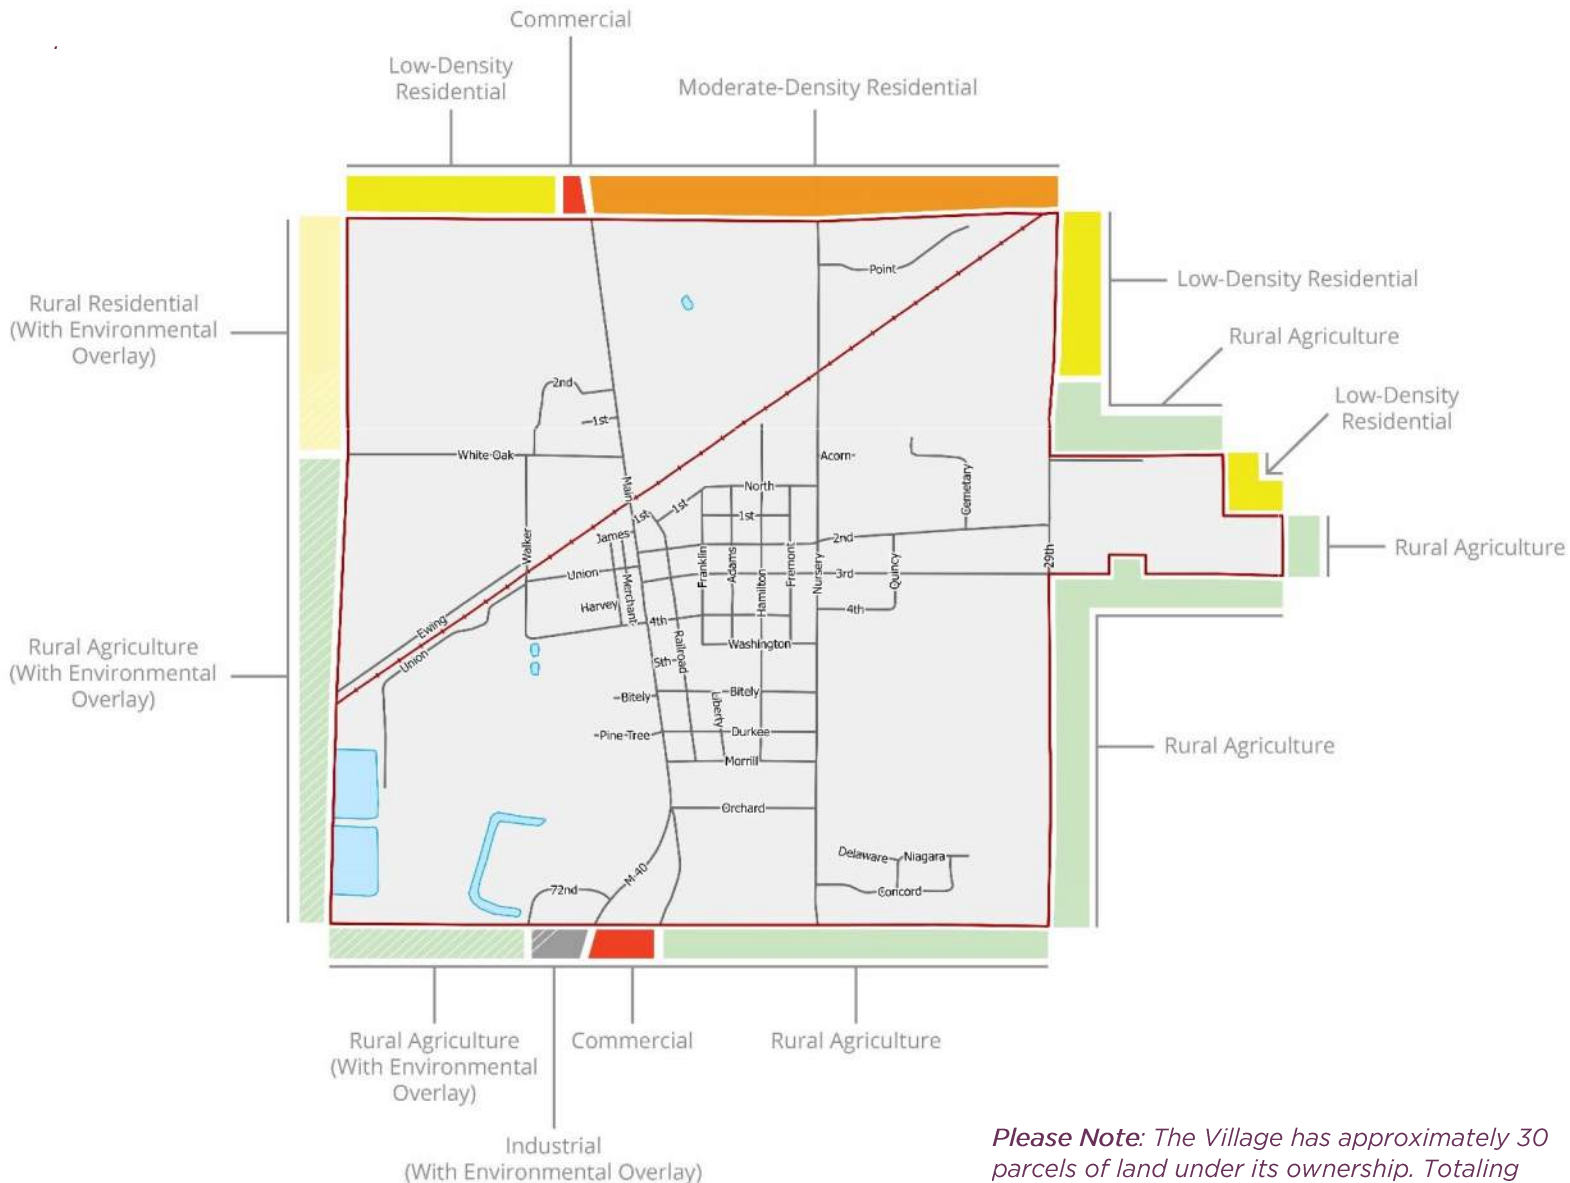 Commercial
Low-Density
Residential
Moderate-Density Residential
Low-Density Residential
Rural Agriculture
Low-Density
Residential
Rural Agriculture
Rural Agriculture
Rural Residential
(With Environmental
Overlay)
Rural Agriculture
(With Environmental
Overlay)
Point
2nd
1st
White Oak
Main
Acorn
Cemetary
North
1st
1st
1st
James
2nd
Walker
Union
Merchant
Franklin
Adams
Hamilton
Fremont
Nursery
3rd
Quincy
29th
Harvey
4th
4th
Ewing
Union
Railroad
Washington
5th
Bitely
Bitely
Liberty
Pine Tree
Durkee
Morrill
Orchard
M-40
72nd
Delaware
Niagara
Concord
Rural Agriculture
(With Environmental
Overlay)
Commercial
Rural Agriculture
Industrial
(With Environmental Overlay)
Please Note: The Village has approximately 30
parcels of land under its ownership. Totaling